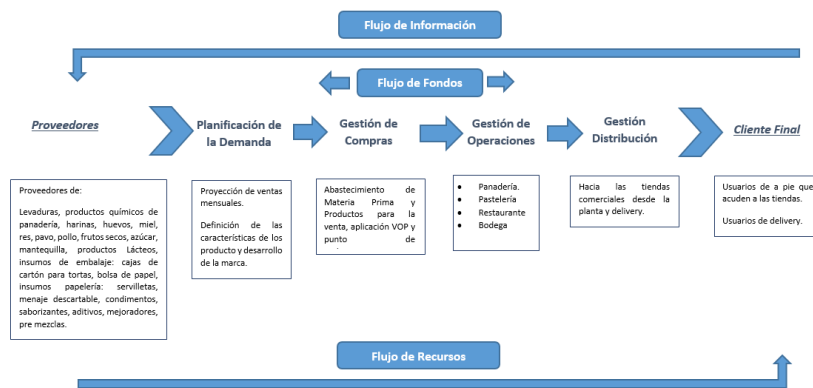 Flujo de Información
Flujo de Fondos
Proveedores
Planificación de
la Demanda
Gestión de
Compras
Gestión de
Operaciones
Gestión
Distribución
Cliente Final
Proveedores de:
Levaduras, productos químicos de
panadería, harinas, huevos, miel,
res, pavo, pollo, frutos secos, azúcar,
mantequilla, productos Lácteos,
insumos de embalaje: cajas de
cartón para tortas, bolsa de papel,
insumos papelería: servilletas,
menaje descartable, condimentos,
saborizantes, aditivos, mejoradores,
pre mezclas.
Proyección de ventas
mensuales.
Definición de las
características de los
producto y desarrollo
de la marca.
Abastecimiento de
Materia Prima y
Productos para la
venta, aplicación VOP y
punto de
• Panadería.
• Pastelería
• Restaurante
• Bodega
Hacia las tiendas
comerciales desde la
planta y delivery.
Usuarios de a pie que
acuden a las tiendas.
Usuarios de delivery.
Flujo de Recursos